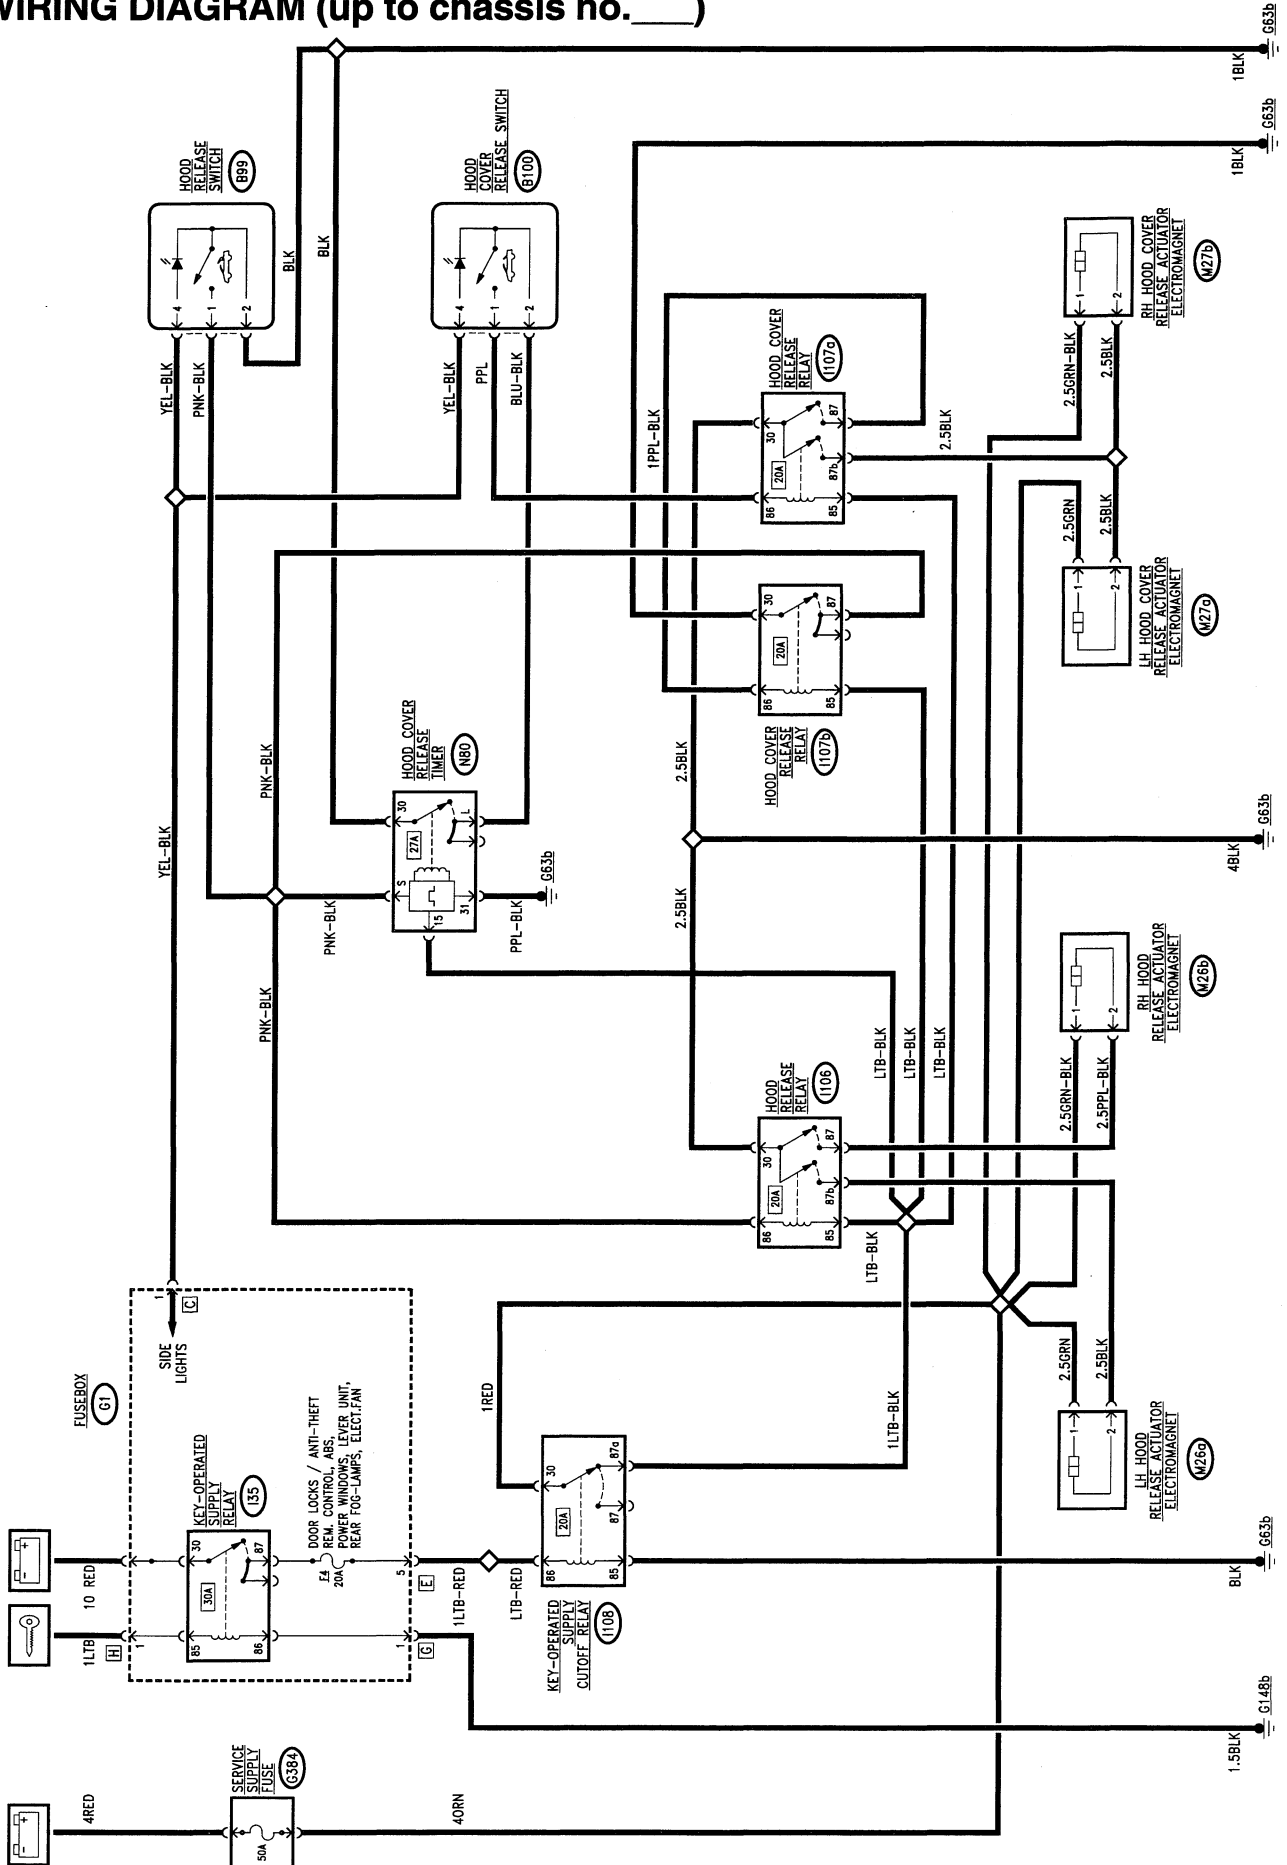 WIRING DIAGRAM (up to chassis no.____)
G63b
1BLK
G63b
1BLK
HOOD
RELEASE
SWITCH
B99
4
1
2
BLK
BLK
YEL-BLK
PNK-BLK
HOOD
COVER
RELEASE SWITCH
B100
4
1
2
YEL-BLK
PPL
BLU-BLK
HOOD COVER
RELEASE
RELAY
I107a
30
87
20A
87b
86
85
1PPL-BLK
2.5BLK
RH HOOD COVER
RELEASE ACTUATOR
ELECTROMAGNET
M27b
1
2
2.5GRN-BLK
2.5BLK
2.5GRN
2.5BLK
1
2
LH HOOD COVER
RELEASE ACTUATOR
ELECTROMAGNET
M27a
30
87
20A
86
85
HOOD COVER
RELEASE
RELAY
I107b
HOOD COVER
RELEASE
TIMER
N80
30
L
27A
S
15
31
PNK-BLK
YEL-BLK
PNK-BLK
PNK-BLK
PPL-BLK
G63b
2.5BLK
2.5BLK
4BLK
G63b
RH HOOD
RELEASE ACTUATOR
ELECTROMAGNET
M26b
1
2
2.5GRN-BLK
2.5PPL-BLK
LTB-BLK
LTB-BLK
LTB-BLK
HOOD
RELEASE
RELAY
I106
30
87
20A
87b
86
85
LTB-BLK
1
C
SIDE
LIGHTS
FUSEBOX
G1
KEY-OPERATED
SUPPLY
RELAY
I35
30
87
30A
85
86
DOOR LOCKS / ANTI-THEFT
REM. CONTROL, ABS,
POWER WINDOWS, LEVER UNIT,
REAR FOG-LAMPS, ELECT.FAN
F4
20A
5
E
1
G
10 RED
1LTB
H
1
1RED
1LTB-RED
LTB-RED
30
87a
20A
87
86
85
KEY-OPERATED
SUPPLY
CUTOFF RELAY
I108
1LTB-BLK
2.5GRN
2.5BLK
1
2
LH HOOD
RELEASE ACTUATOR
ELECTROMAGNET
M26a
BLK
G63b
1.5BLK
G148b
4RED
SERVICE
SUPPLY
FUSE
G384
50A
4ORN